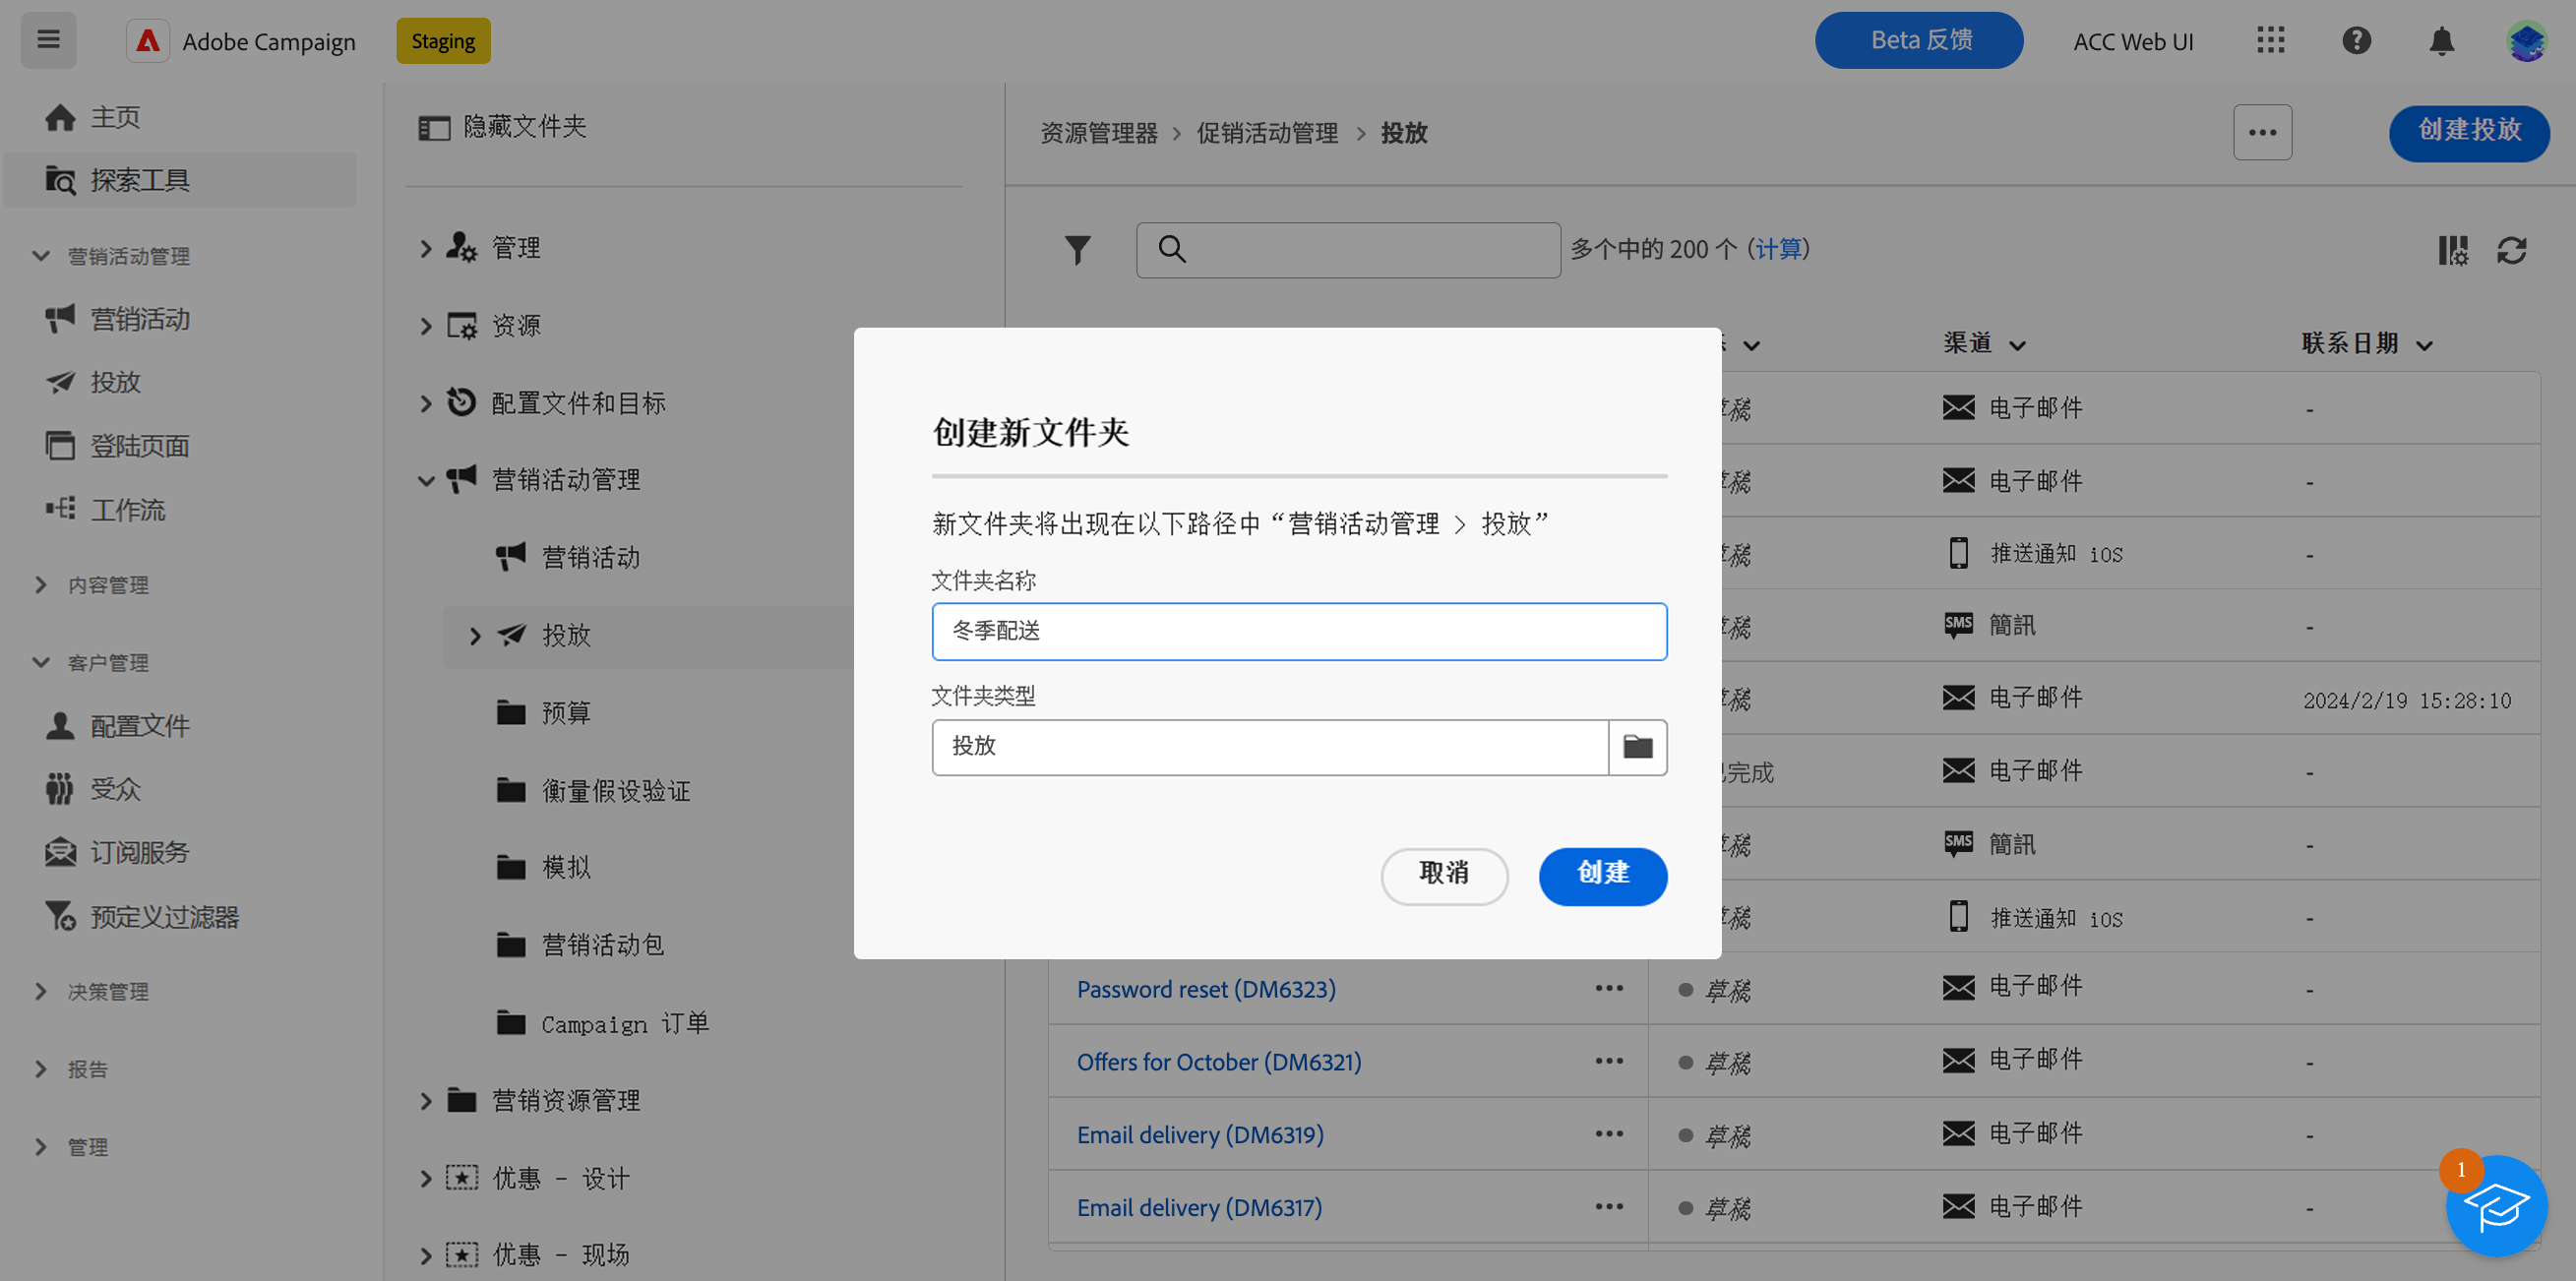 Adobe Campaign
Staging
Beta 反馈
ACC Web UI
主页
探索工具
营销活动管理
营销活动
投放
登陆页面
工作流
内容管理
客户管理
配置文件
受众
订阅服务
预定义过滤器
决策管理
报告
管理
隐藏文件夹
管理
资源
配置文件和目标
营销活动管理
营销活动
投放
预算
衡量假设验证
模拟
营销活动包
Campaign 订单
营销资源管理
优惠 - 设计
优惠 - 现场
资源管理器 > 促销活动管理 > 投放
创建投放
多个中的 200 个 (计算)
渠道 联系日期
草稿 电子邮件 -
草稿 电子邮件 -
草稿 推送通知 iOS -
草稿 SMS 簡訊 -
草稿 电子邮件 2024/2/19 15:28:10
已完成 电子邮件 -
草稿 SMS 簡訊 -
草稿 推送通知 iOS -
Password reset (DM6323) 草稿 电子邮件 -
Offers for October (DM6321) 草稿 电子邮件 -
Email delivery (DM6319) 草稿 电子邮件 -
Email delivery (DM6317) 草稿 电子邮件 -
创建新文件夹
新文件夹将出现在以下路径中“营销活动管理 > 投放”
文件夹名称
冬季配送
文件夹类型
投放
取消
创建
1